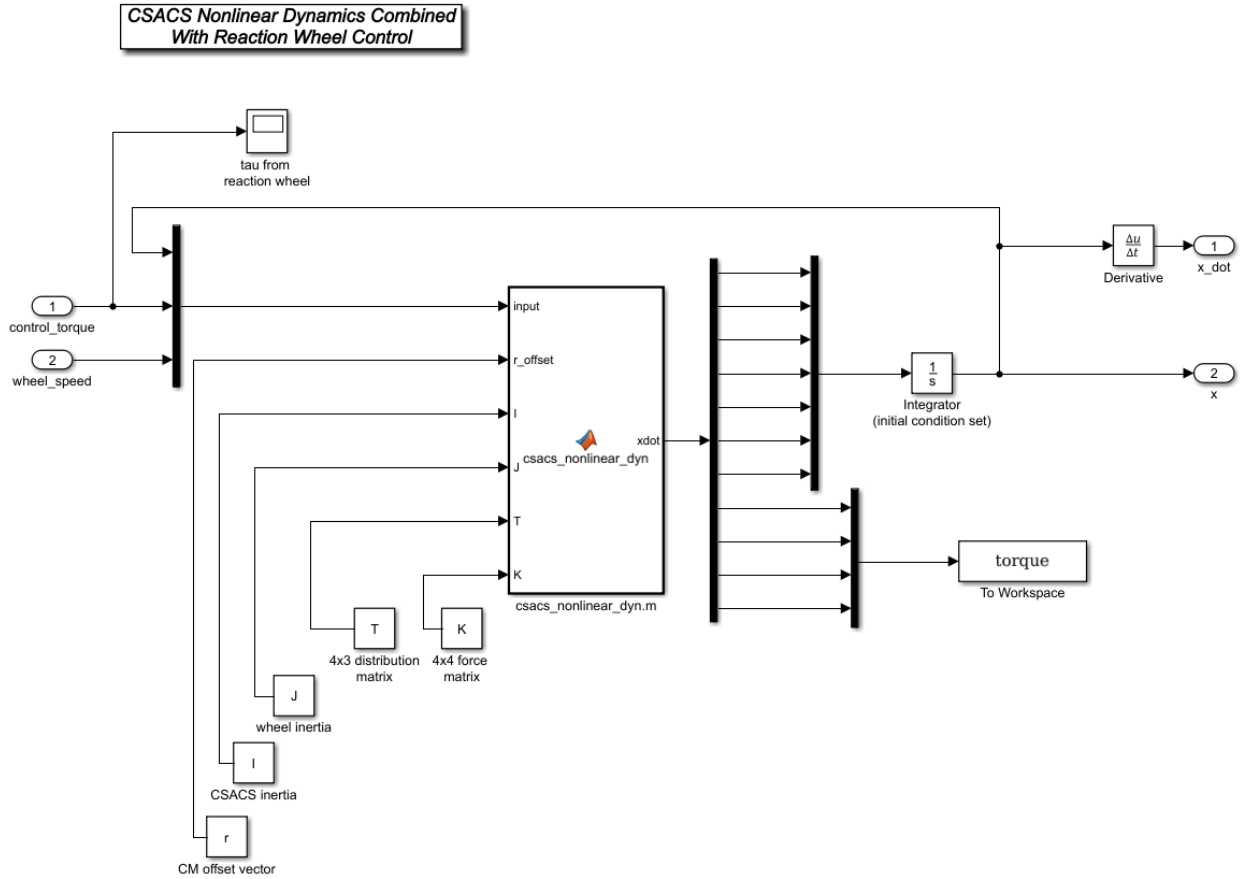 CSACS Nonlinear Dynamics Combined
With Reaction Wheel Control
tau from
reaction wheel
1
control_torque
2
wheel_speed
input
r_offset
I
J
T
K
xdot
csacs_nonlinear_dyn
csacs_nonlinear_dyn.m
Δu
Δt
Derivative
1
x_dot
1
s
Integrator
(initial condition set)
2
x
torque
To Workspace
T
4x3 distribution
matrix
K
4x4 force
matrix
J
wheel inertia
I
CSACS inertia
r
CM offset vector